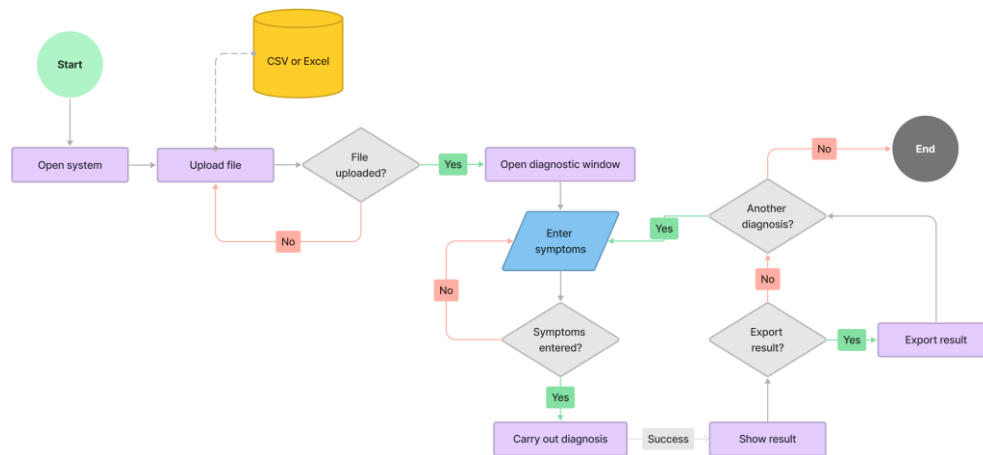 Start
CSV or Excel
Open system
Upload file
File
uploaded?
Yes
Open diagnostic window
No
End
No
Another
diagnosis?
Yes
Enter
symptoms
No
Symptoms
entered?
Yes
No
Export
result?
Yes
Export result
Carry out diagnosis
Success
Show result